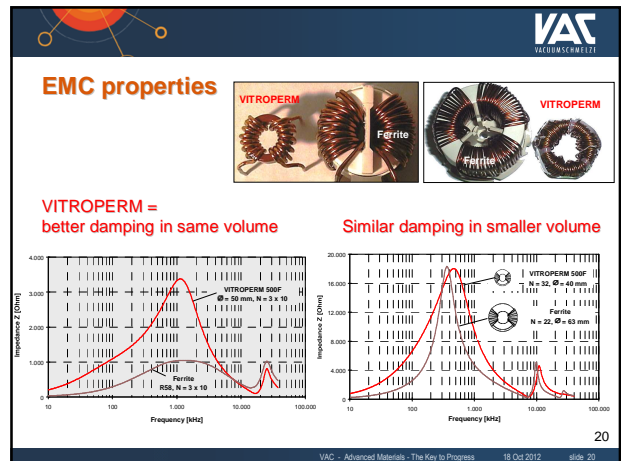 VAC
VACUUMSCHMELZE
EMC properties
VITROPERM
Ferrite
VITROPERM
Ferrite
VITROPERM =
better damping in same volume
Similar damping in smaller volume
4.000
3.000
2.000
1.000
0
10 100 1.000 10.000 100.000
Impedance Z [Ohm]
Frequency [kHz]
VITROPERM 500F
Ø = 50 mm, N = 3 x 10
Ferrite
R58, N = 3 x 10
20.000
16.000
12.000
8.000
4.000
0
10 100 1.000 10.000 100.000
Impedance Z [Ohm]
Frequency [kHz]
VITROPERM 500F
N = 32, Ø = 40 mm
Ferrite
N = 22, Ø = 63 mm
20
VAC - Advanced Materials - The Key to Progress 18 Oct 2012 slide 20